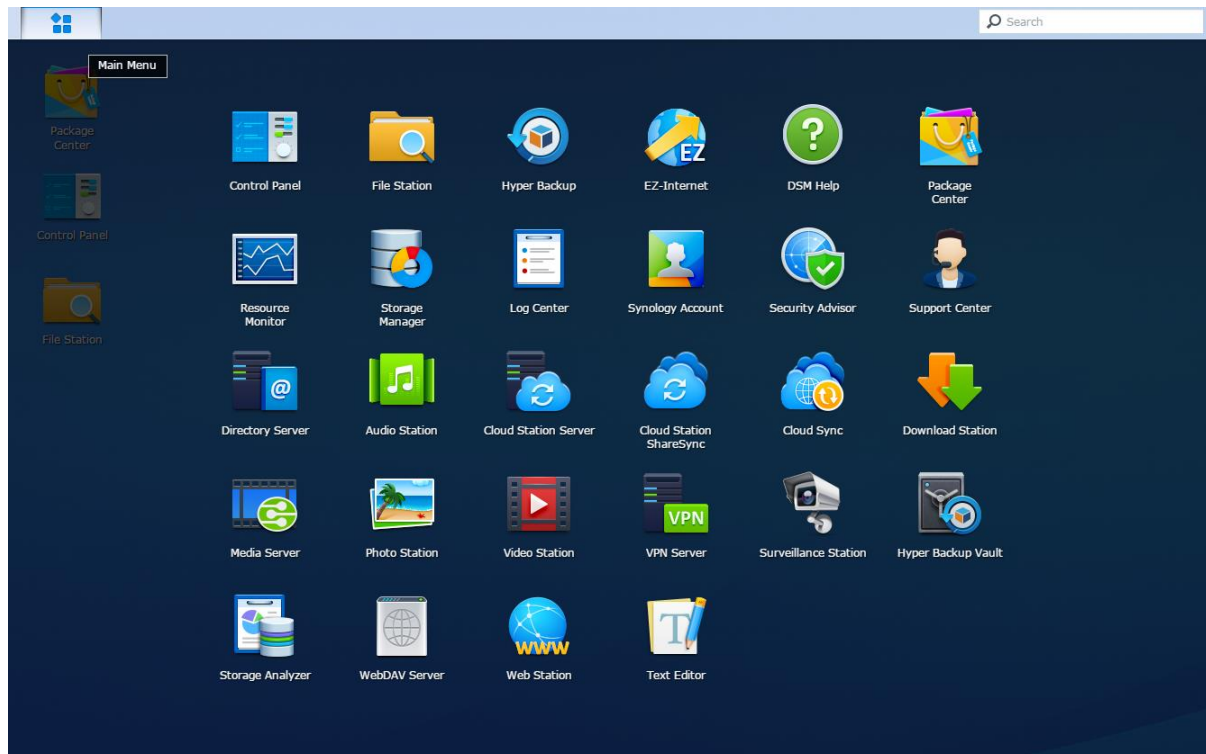 Search
Main Menu
Package
Center
Control Panel
File Station
Control Panel
File Station
Hyper Backup
EZ
EZ-Internet
?
DSM Help
Package
Center
Resource
Monitor
Storage
Manager
Log Center
Synology Account
Security Advisor
Support Center
@
Directory Server
Audio Station
Cloud Station Server
Cloud Station
ShareSync
Cloud Sync
Download Station
Media Server
Photo Station
Video Station
VPN
VPN Server
Surveillance Station
Hyper Backup Vault
Storage Analyzer
WebDAV Server
WWW
Web Station
T
Text Editor